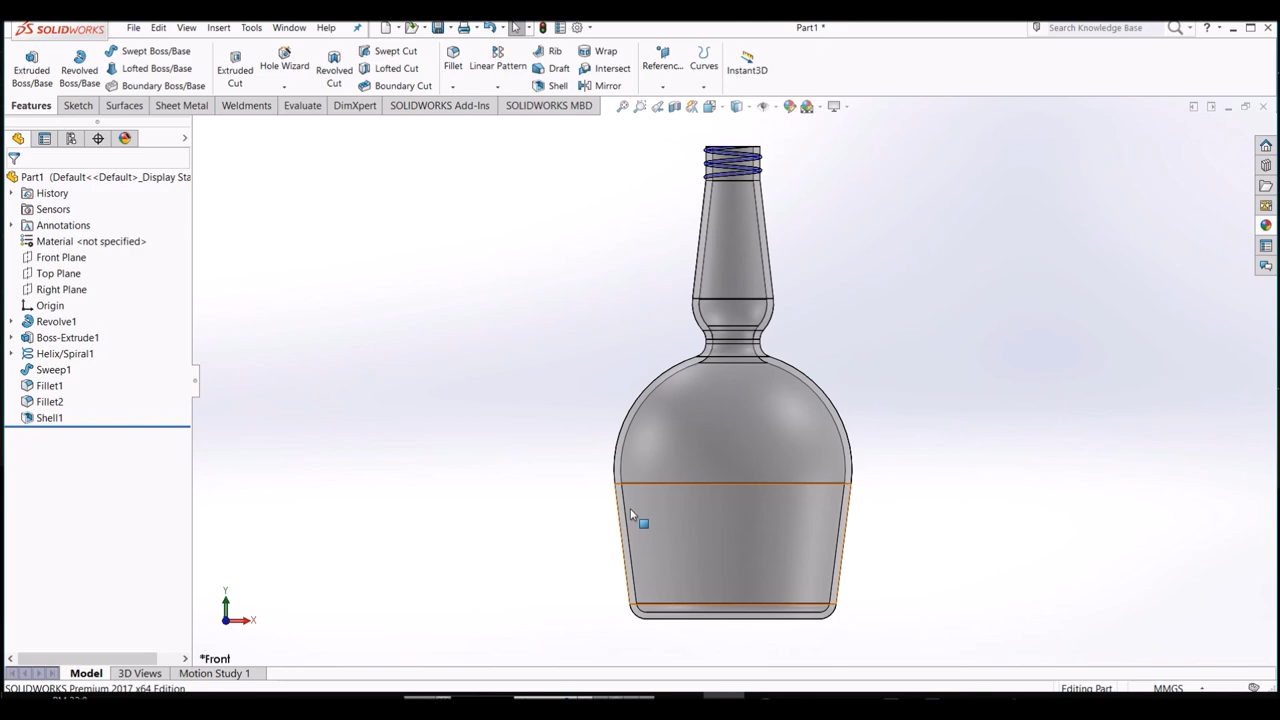 SOLIDWORKS File Edit View Insert Tools Window Help Part1 * Search Knowledge Base ?
Extruded Boss/Base
Revolved Boss/Base
Swept Boss/Base
Lofted Boss/Base
Boundary Boss/Base
Extruded Cut
Hole Wizard
Revolved Cut
Swept Cut
Lofted Cut
Boundary Cut
Fillet
Linear Pattern
Rib
Draft
Shell
Wrap
Intersect
Mirror
Referenc...
Curves
Instant3D
Features Sketch Surfaces Sheet Metal Weldments Evaluate DimXpert SOLIDWORKS Add-Ins SOLIDWORKS MBD
Part1 (Default<<Default>_Display Sta
History
Sensors
Annotations
Material <not specified>
Front Plane
Top Plane
Right Plane
Origin
Revolve1
Boss-Extrude1
Helix/Spiral1
Sweep1
Fillet1
Fillet2
Shell1
Y
X
*Front
Model 3D Views Motion Study 1
SOLIDWORKS Premium 2017 x64 Edition Editing Part MMGS